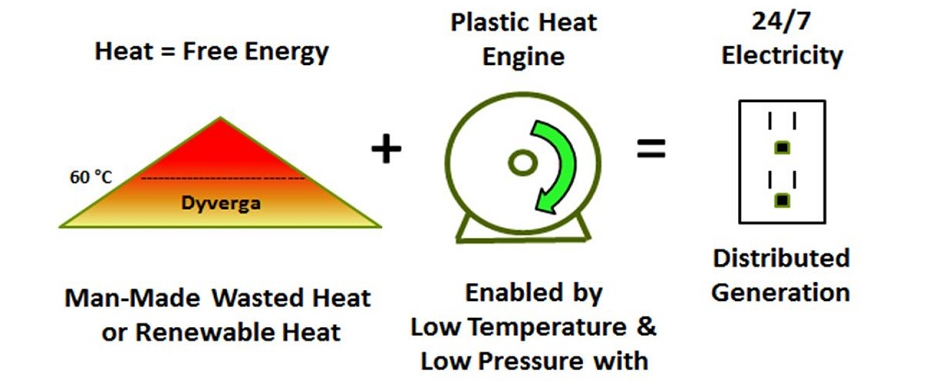 Heat = Free Energy
60 °C
Dyverga
Man-Made Wasted Heat
or Renewable Heat
+
Plastic Heat
Engine
Enabled by
Low Temperature &
Low Pressure with
=
24/7
Electricity
Distributed
Generation